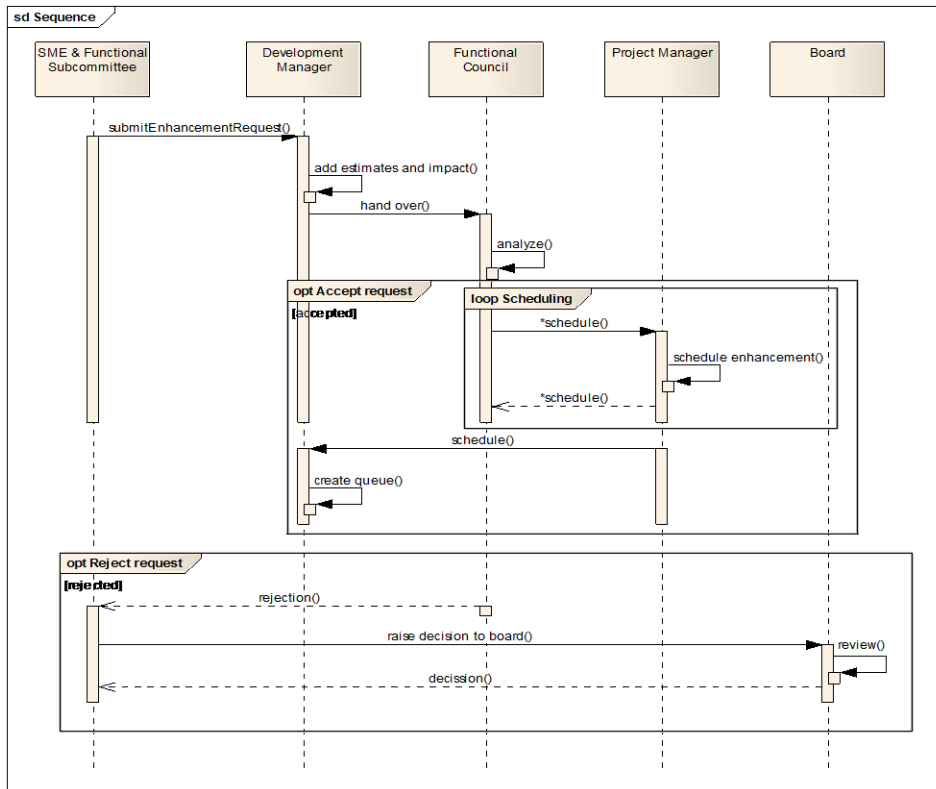 sd Sequence
SME & Functional
Subcommittee
Development
Manager
Functional
Council
Project Manager
Board
submitEnhancementRequest()
add estimates and impact()
hand over()
analyze()
opt Accept request
[accepted]
loop Scheduling
*schedule()
schedule enhancement()
*schedule()
schedule()
create queue()
opt Reject request
[rejected]
rejection()
raise decision to board()
review()
decission()